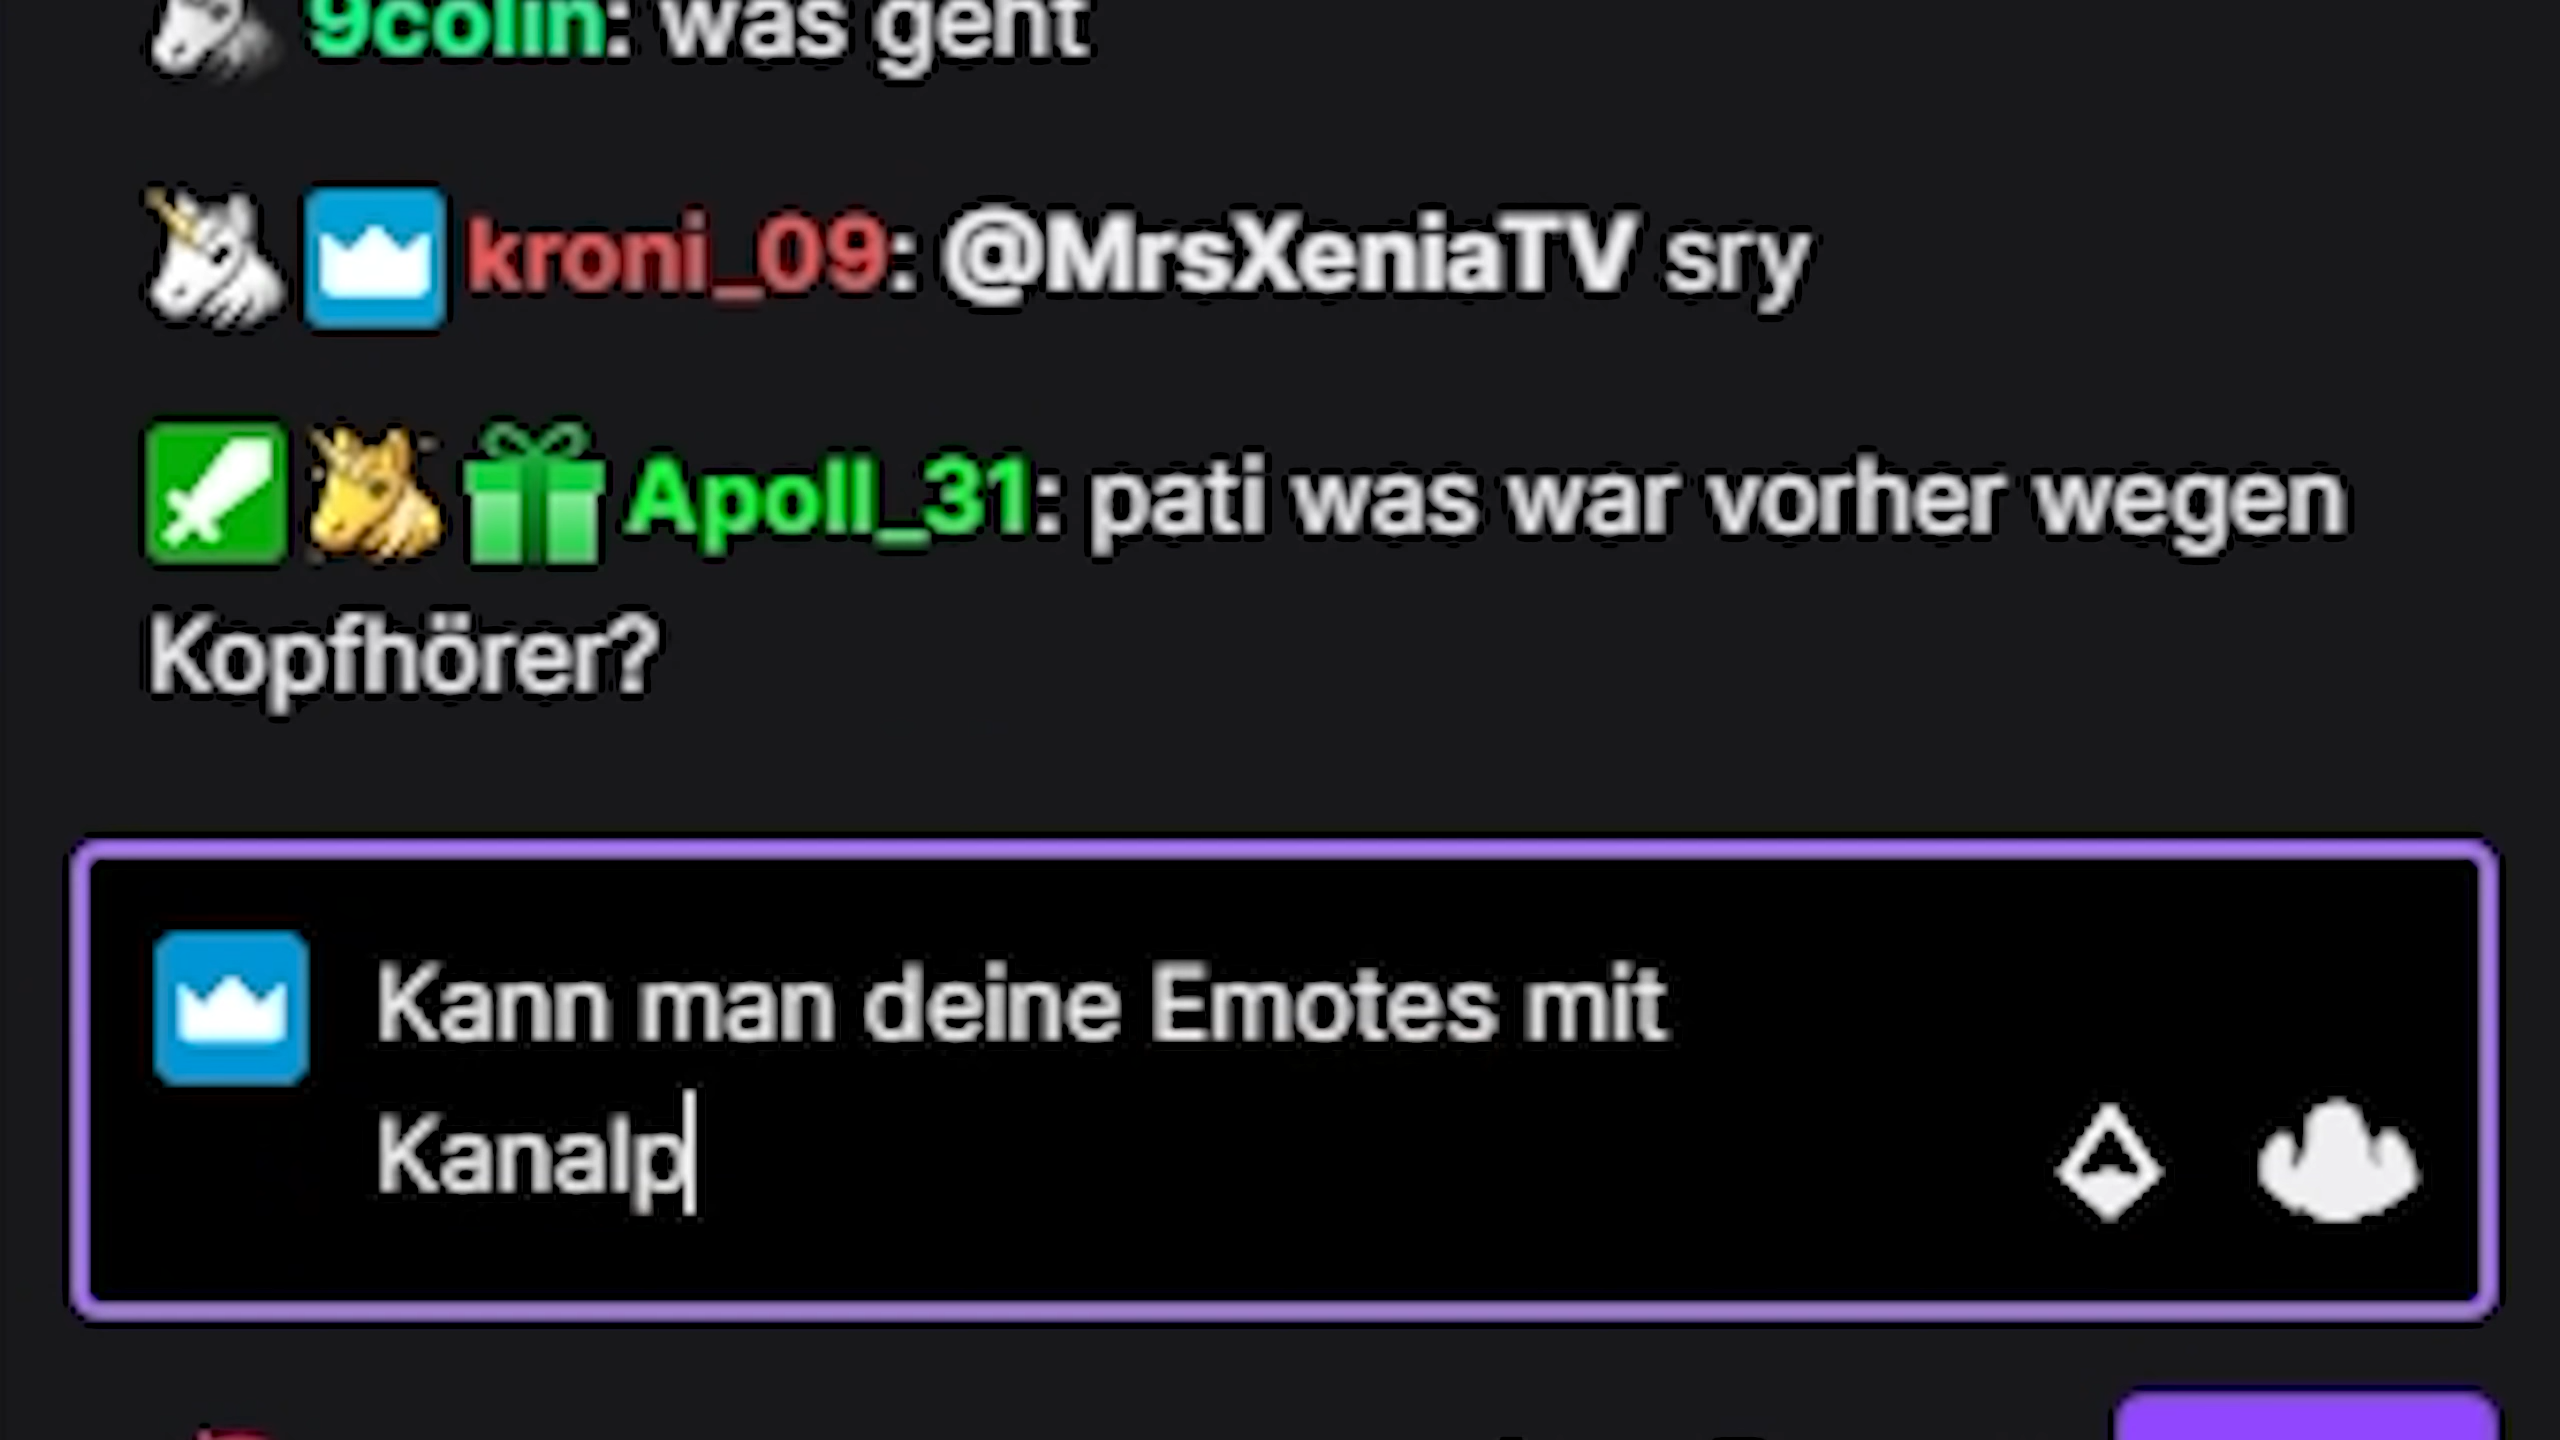 9colin: was geht
kroni_09: @MrsXeniaTV sry
Apoll_31: pati was war vorher wegen
Kopfhörer?
Kann man deine Emotes mit
Kanalp